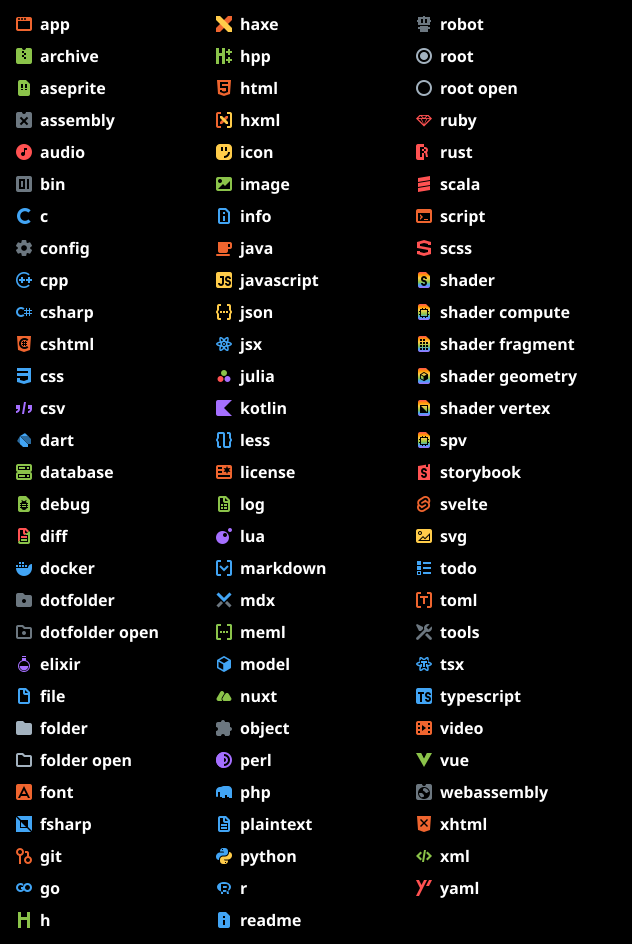 app
archive
aseprite
assembly
audio
bin
c
config
cpp
csharp
cshtml
css
csv
dart
database
debug
diff
docker
dotfolder
dotfolder open
elixir
file
folder
folder open
font
fsharp
git
go
h
haxe
hpp
html
hxml
icon
image
info
java
javascript
json
jsx
julia
kotlin
less
license
log
lua
markdown
mdx
meml
model
nuxt
object
perl
php
plaintext
python
r
readme
robot
root
root open
ruby
rust
scala
script
scss
shader
shader compute
shader fragment
shader geometry
shader vertex
spv
storybook
svelte
svg
todo
toml
tools
tsx
typescript
video
vue
webassembly
xhtml
xml
yaml